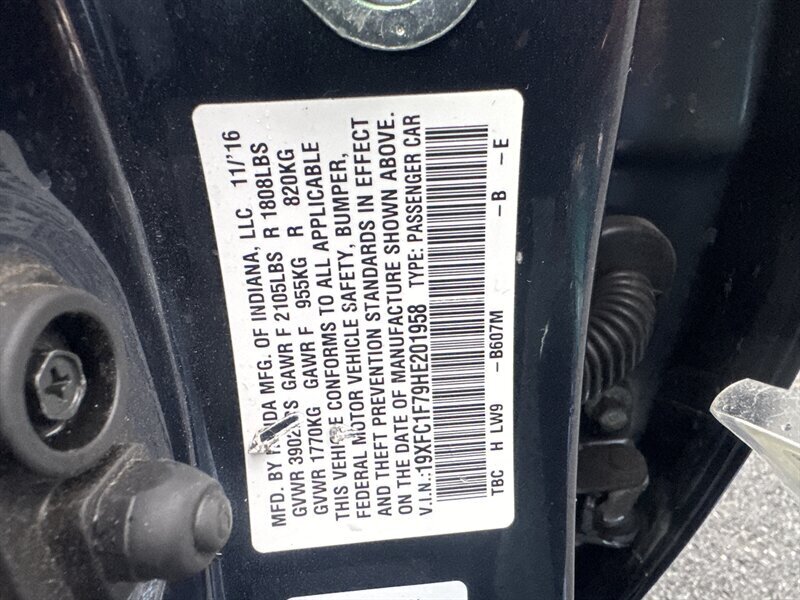 MFD. BY HONDA MFG. OF INDIANA, LLC 11/'16
GVWR 3902LBS GAWR F 2105LBS R 1808LBS
GVWR 1770KG GAWR F 955KG R 820KG
THIS VEHICLE CONFORMS TO ALL APPLICABLE
FEDERAL MOTOR VEHICLE SAFETY, BUMPER,
AND THEFT PREVENTION STANDARDS IN EFFECT
ON THE DATE OF MANUFACTURE SHOWN ABOVE.
V.I.N.:19XFC1F79HE201958 TYPE: PASSENGER CAR
TBC H LW9 –B607M –B –E